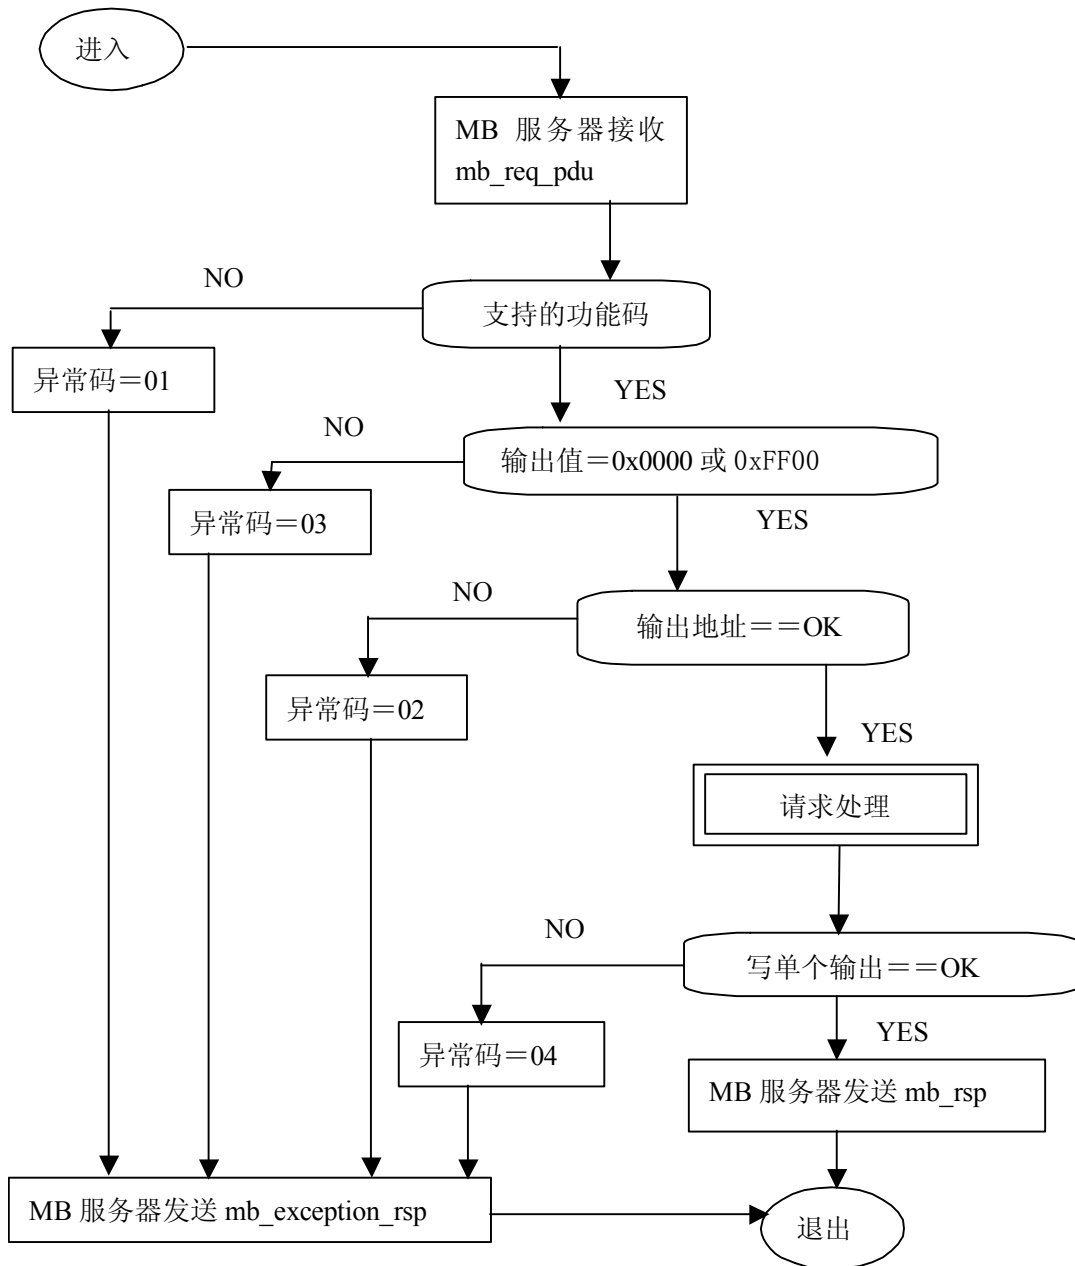 进入
MB 服务器接收
mb_req_pdu
NO
支持的功能码
异常码＝01
YES
NO
输出值＝0x0000 或 0xFF00
异常码＝03
YES
NO
输出地址＝＝OK
异常码＝02
YES
请求处理
NO
写单个输出＝＝OK
异常码＝04
YES
MB 服务器发送 mb_rsp
MB 服务器发送 mb_exception_rsp
退出